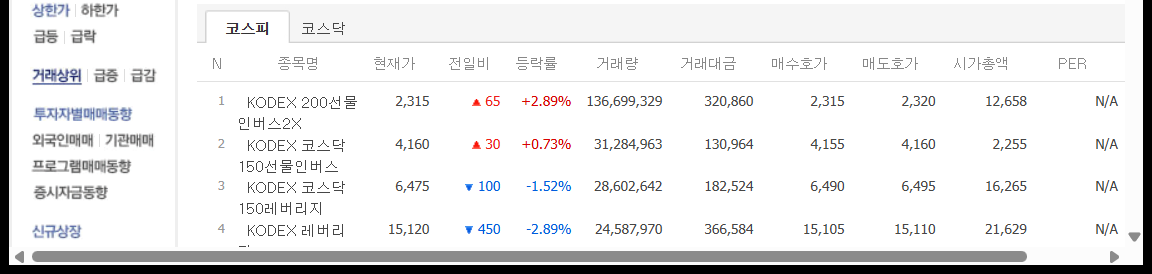 상한가 | 하한가
급등 | 급락
거래상위 | 급증 | 급감
투자자별매매동향
외국인매매 | 기관매매
프로그램매매동향
증시자금동향
신규상장
코스피 코스닥
N 종목명 현재가 전일비 등락률 거래량 거래대금 매수호가 매도호가 시가총액 PER
1 KODEX 200선물 2,315 ▲ 65 +2.89% 136,699,329 320,860 2,315 2,320 12,658 N/A
인버스2X
2 KODEX 코스닥 4,160 ▲ 30 +0.73% 31,284,963 130,964 4,155 4,160 2,255 N/A
150선물인버스
3 KODEX 코스닥 6,475 ▼ 100 -1.52% 28,602,642 182,524 6,490 6,495 16,265 N/A
150레버리지
4 KODEX 레버리 15,120 ▼ 450 -2.89% 24,587,970 366,584 15,105 15,110 21,629 N/A